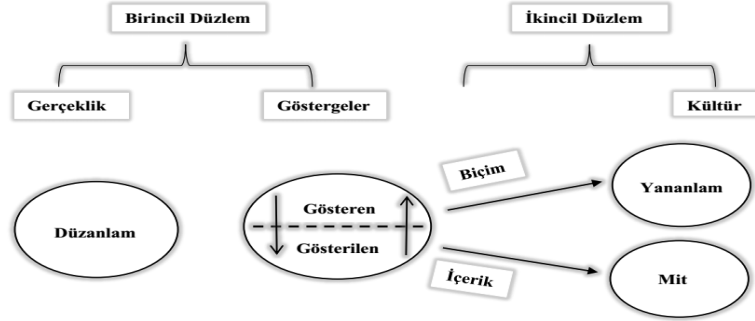 Birincil Düzlem
İkincil Düzlem
Gerçeklik
Göstergeler
Kültür
Düzanlam
Gösteren
Gösterilen
Biçim
İçerik
Yananlam
Mit